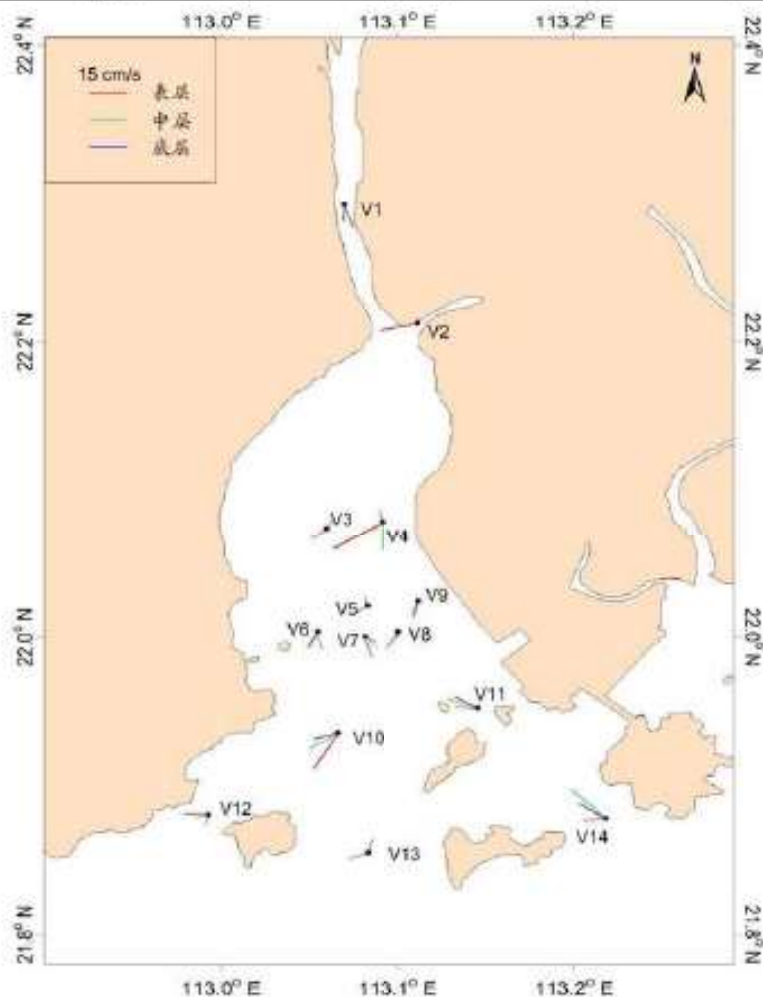 113.0° E 113.1° E 113.2° E
22.4° N 22.4° N
15 cm/s
N
表层
中层
底层
V1
V2
22.2° N 22.2° N
V3
V4
V5
V9
V6
V7
V8
22.0° N 22.0° N
V11
V10
V12
V14
V13
21.8° N 21.8° N
113.0° E 113.1° E 113.2° E